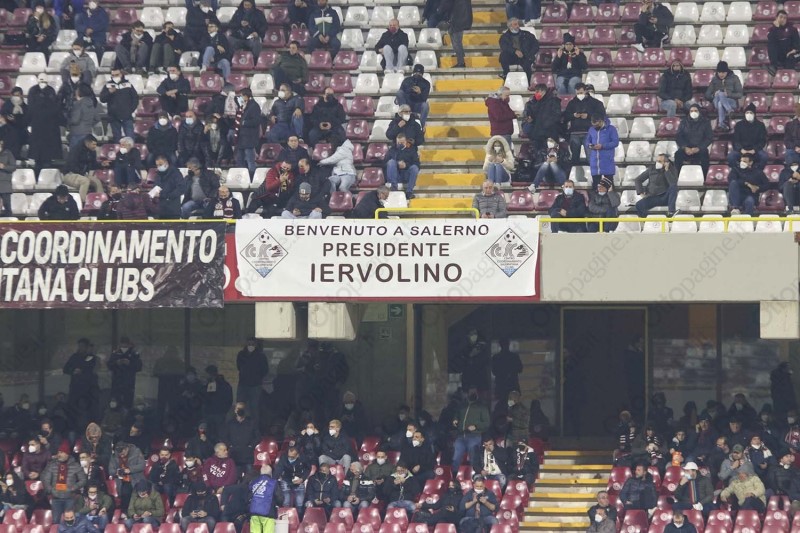 COORDINAMENTO
TANA CLUBS
BENVENUTO A SALERNO
PRESIDENTE
IERVOLINO